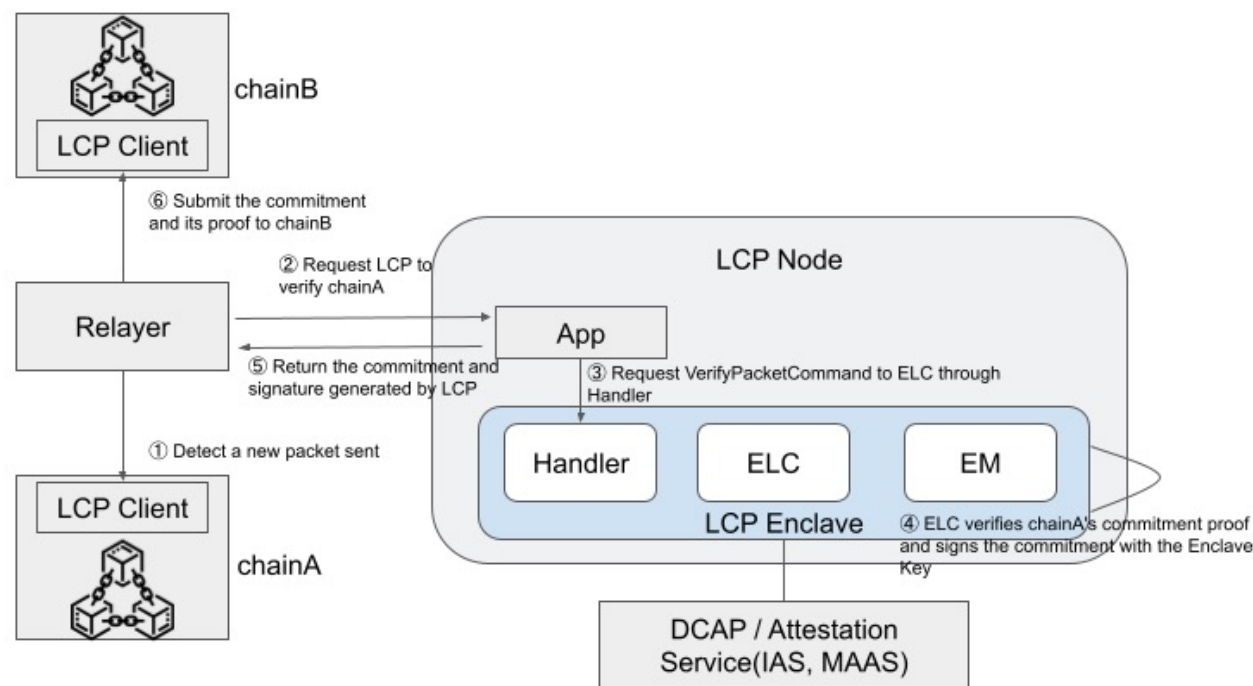 chainB
LCP Client
⑥ Submit the commitment
and its proof to chainB
② Request LCP to
verify chainA
LCP Node
Relayer
App
⑤ Return the commitment and
signature generated by LCP
③ Request VerifyPacketCommand to ELC through
Handler
① Detect a new packet sent
Handler
ELC
EM
LCP Client
LCP Enclave
④ ELC verifies chainA's commitment proof
and signs the commitment with the Enclave
Key
chainA
DCAP / Attestation
Service(IAS, MAAS)